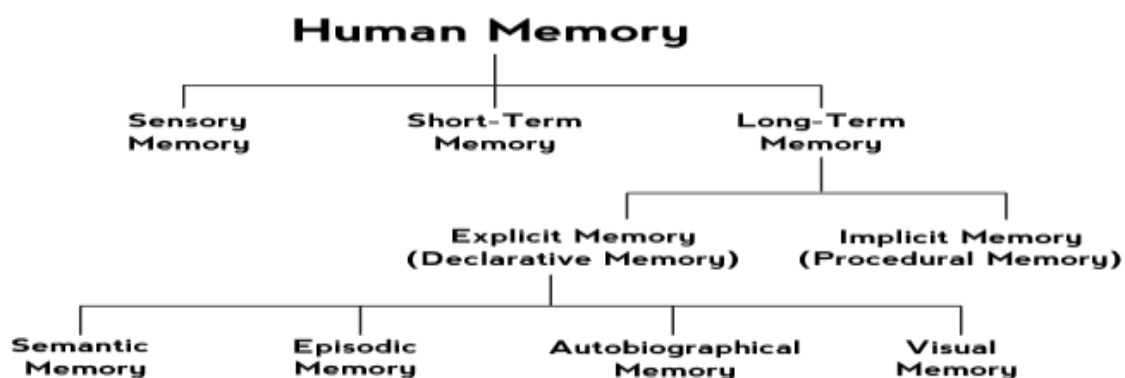 Human Memory
Sensory Memory
Short-Term Memory
Long-Term Memory
Explicit Memory
(Declarative Memory)
Implicit Memory
(Procedural Memory)
Semantic Memory
Episodic Memory
Autobiographical Memory
Visual Memory